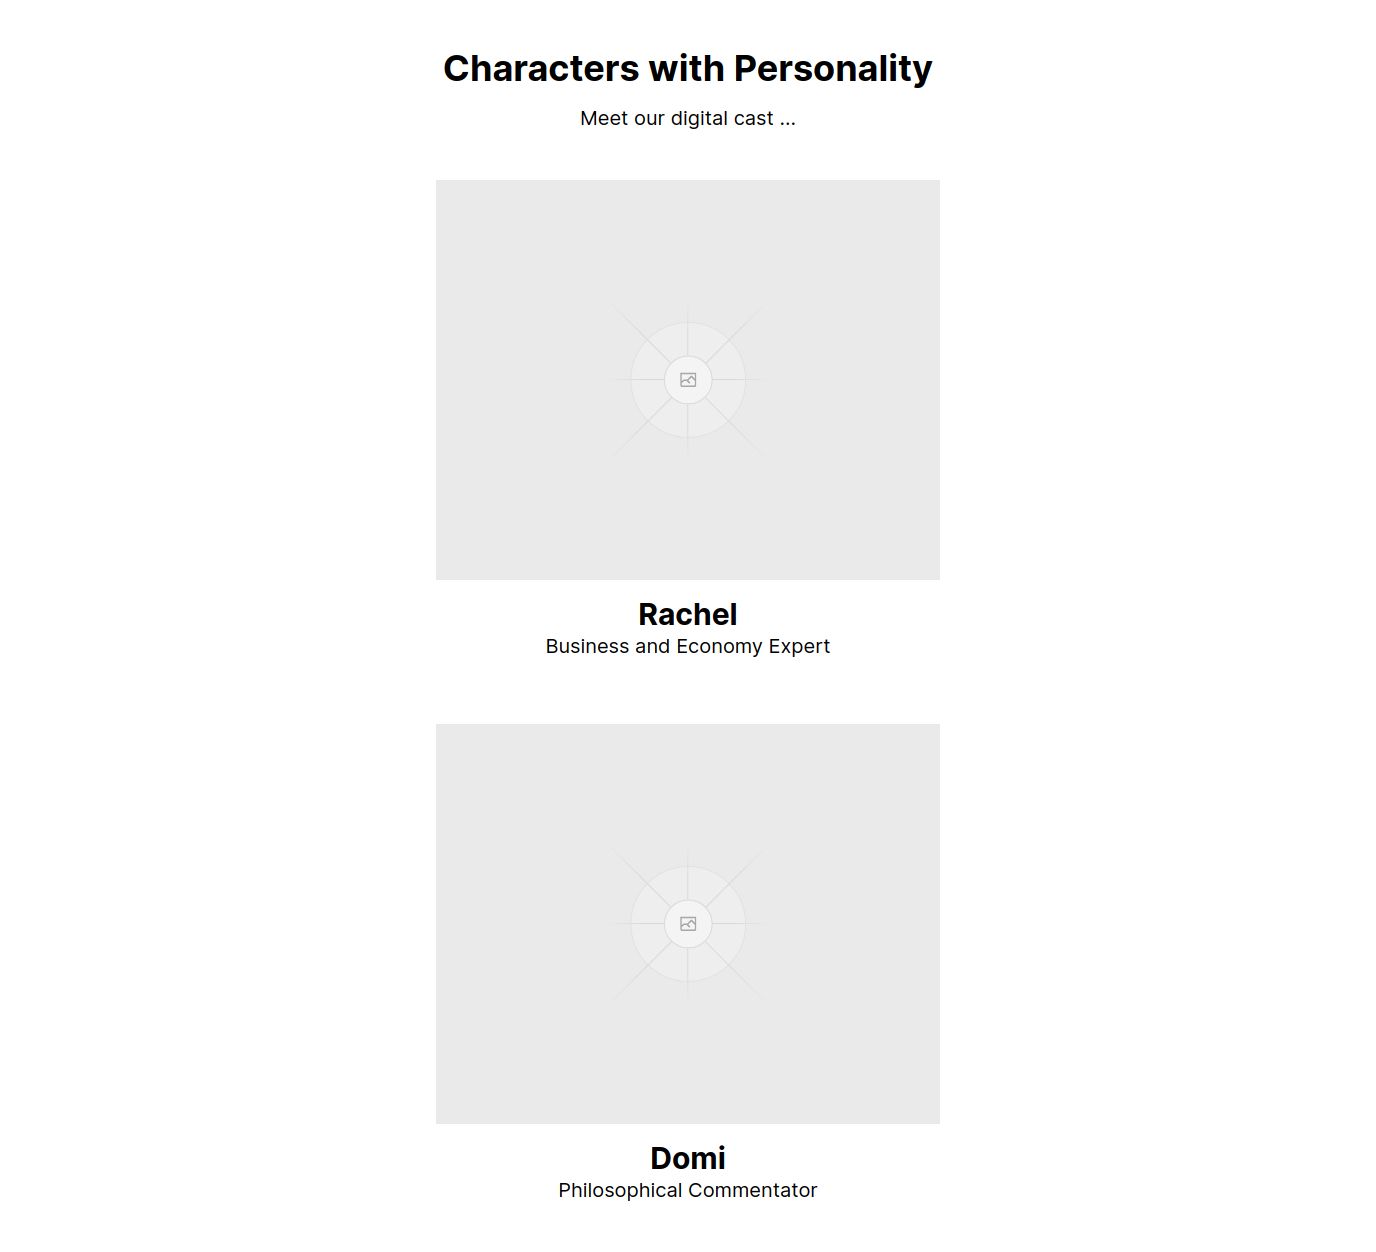 Characters with Personality
Meet our digital cast ...
Rachel
Business and Economy Expert
Domi
Philosophical Commentator